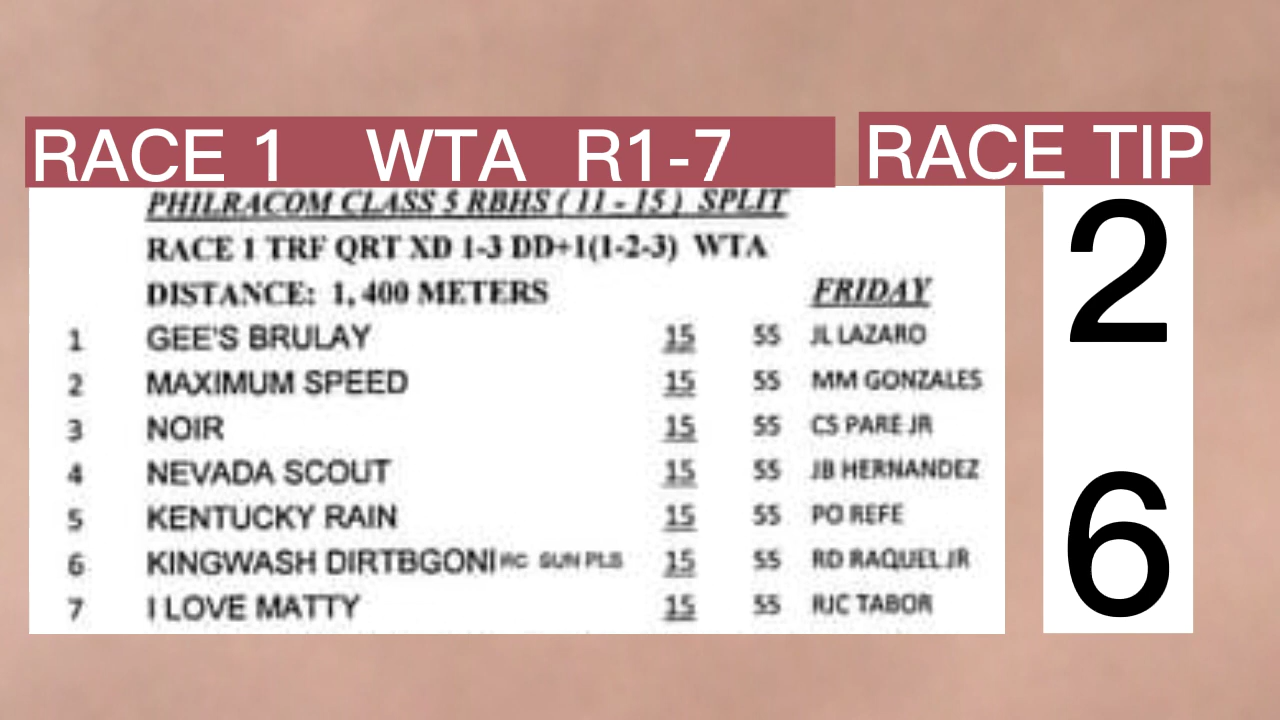 RACE 1 WTA R1-7
RACE TIP
PHILRACOM CLASS 5 RBHS ( 11 - 15 ) SPLIT
RACE 1 TRF QRT XD 1-3 DD+1(1-2-3) WTA
DISTANCE: 1, 400 METERS FRIDAY
1 GEE'S BRULAY 15 55 JL LAZARO
2 MAXIMUM SPEED 15 55 MM GONZALES
3 NOIR 15 55 CS PARE JR
4 NEVADA SCOUT 15 55 JB HERNANDEZ
5 KENTUCKY RAIN 15 55 PO REFE
6 KINGWASH DIRTBGONI RC SUN PLS 15 55 RD RAQUEL JR
7 I LOVE MATTY 15 55 RJC TABOR
2
6